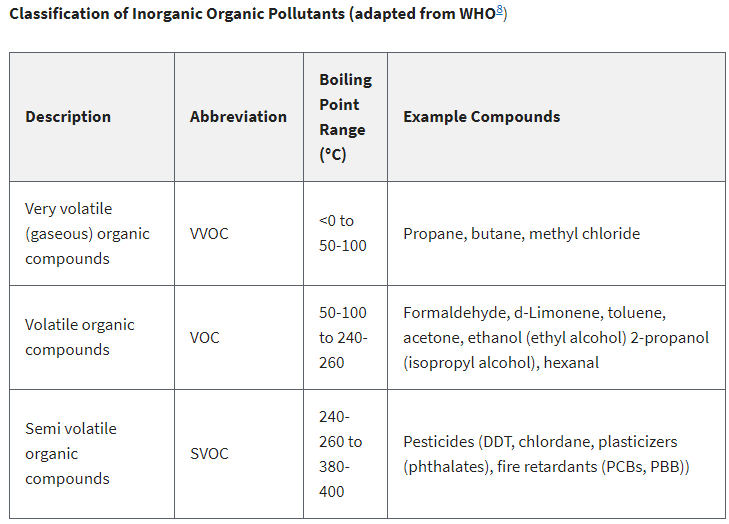 Classification of Inorganic Organic Pollutants (adapted from WHO8)
Description
Abbreviation
Boiling
Point
Range
(°C)
Example Compounds
Very volatile
(gaseous) organic
compounds
VVOC
<0 to
50-100
Propane, butane, methyl chloride
Volatile organic
compounds
VOC
50-100
to 240-
260
Formaldehyde, d-Limonene, toluene,
acetone, ethanol (ethyl alcohol) 2-propanol
(isopropyl alcohol), hexanal
Semi volatile
organic
compounds
SVOC
240-
260 to
380-
400
Pesticides (DDT, chlordane, plasticizers
(phthalates), fire retardants (PCBs, PBB))